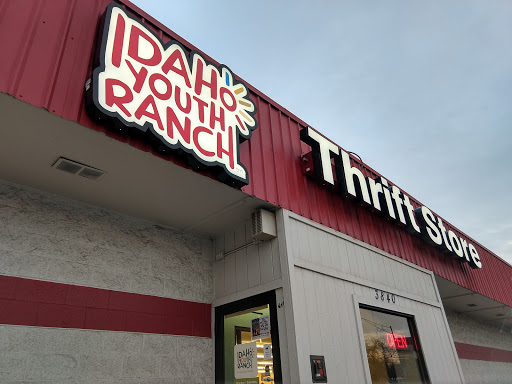 IDAHO
YOUTH
RANCH
Thrift Store
3840
OPEN
IDAHO
YOUTH
RANCH